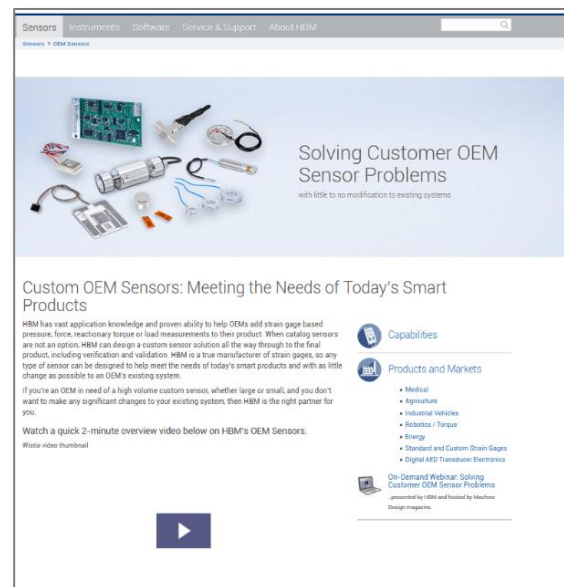 Sensors Instruments Software Service & Support About HBM
Sensors > OEM Sensors
Solving Customer OEM
Sensor Problems
with little to no modification to existing systems
Custom OEM Sensors: Meeting the Needs of Today's Smart
Products
HBM has vast application knowledge and proven ability to help OEMs add strain gage based
pressure, force, reactionary torque or load measurements to their product. When catalog sensors
are not an option, HBM can design a custom sensor solution all the way through to the final
product, including verification and validation. HBM is a true manufacturer of strain gages, so any
type of sensor can be designed to help meet the needs of today's smart products and with as little
change as possible to an OEM's existing system.
If you're an OEM in need of a high volume custom sensor, whether large or small, and you don't
want to make any significant changes to your existing system, then HBM is the right partner for
you.
Watch a quick 2-minute overview video below on HBM's OEM Sensors.
Wistia video thumbnail
Capabilities
Products and Markets
• Medical
• Agriculture
• Industrial Vehicles
• Robotics / Torque
• Energy
• Standard and Custom Strain Gages
• Digital AED Transducer Electronics
On-Demand Webinar: Solving
Customer OEM Sensor Problems
...presented by HBM and hosted by Machine
Design magazine.